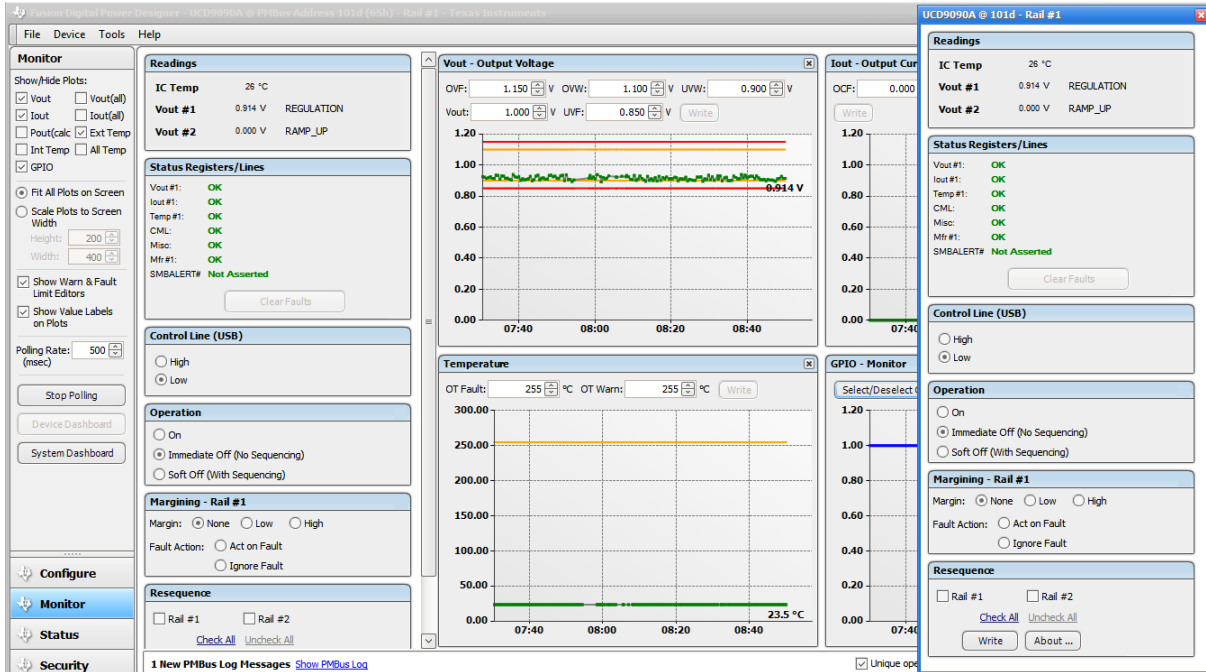 Fusion Digital Power Designer - UCD9090A @ PMBus Address 101d (65h) - Rail #1 - Texas Instruments
File Device Tools Help
Monitor
Show/Hide Plots:
Vout Vout(all)
Iout Iout(all)
Pout(calc Ext Temp
Int Temp All Temp
GPIO
Fit All Plots on Screen
Scale Plots to Screen
Width
Height: 200
Width: 400
Show Warn & Fault
Limit Editors
Show Value Labels
on Plots
Polling Rate: 500
(msec)
Stop Polling
Device Dashboard
System Dashboard
Configure
Monitor
Status
Security
Readings
IC Temp 26 °C
Vout #1 0.914 V REGULATION
Vout #2 0.000 V RAMP_UP
Status Registers/Lines
Vout #1: OK
Iout #1: OK
Temp #1: OK
CML: OK
Misc: OK
Mfr #1: OK
SMBALERT# Not Asserted
Clear Faults
Control Line (USB)
High
Low
Operation
On
Immediate Off (No Sequencing)
Soft Off (With Sequencing)
Margining - Rail #1
Margin: None Low High
Fault Action: Act on Fault
Ignore Fault
Resequence
Rail #1 Rail #2
Check All Uncheck All
1 New PMBus Log Messages Show PMBus Log
Vout - Output Voltage
OVF: 1.150 V OVW: 1.100 V UVW: 0.900 V
Vout: 1.000 V UVF: 0.850 V Write
1.20
1.00
0.80
0.60
0.40
0.20
0.00
0.914 V
07:40 08:00 08:20 08:40
Temperature
OT Fault: 255 °C OT Warn: 255 °C Write
300.00
250.00
200.00
150.00
100.00
50.00
0.00
23.5 °C
07:40 08:00 08:20 08:40
Iout - Output Cur
OCF: 0.000
Write
1.20
1.00
0.80
0.60
0.40
0.20
0.00
07:40
GPIO - Monitor
Select/Deselect
1.20
1.00
0.80
0.60
0.40
0.20
0.00
07:40
Unique ope
UCD9090A @ 101d - Rail #1
Readings
IC Temp 26 °C
Vout #1 0.914 V REGULATION
Vout #2 0.000 V RAMP_UP
Status Registers/Lines
Vout #1: OK
Iout #1: OK
Temp #1: OK
CML: OK
Misc: OK
Mfr #1: OK
SMBALERT# Not Asserted
Clear Faults
Control Line (USB)
High
Low
Operation
On
Immediate Off (No Sequencing)
Soft Off (With Sequencing)
Margining - Rail #1
Margin: None Low High
Fault Action: Act on Fault
Ignore Fault
Resequence
Rail #1 Rail #2
Check All Uncheck All
Write About ...